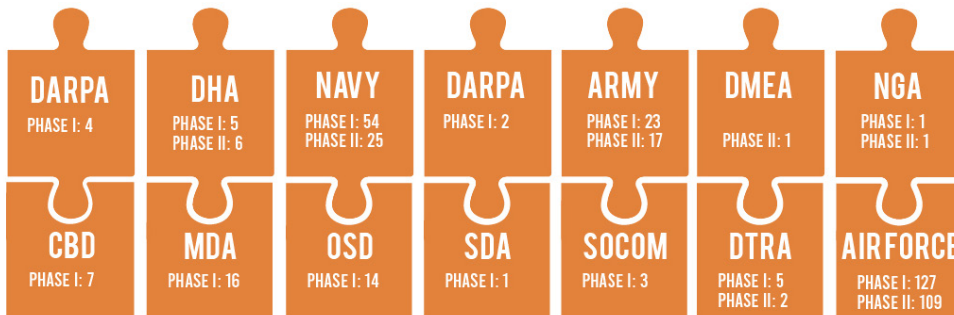 DARPA
PHASE I: 4
DHA
PHASE I: 5
PHASE II: 6
NAVY
PHASE I: 54
PHASE II: 25
DARPA
PHASE I: 2
ARMY
PHASE I: 23
PHASE II: 17
DMEA
PHASE II: 1
NGA
PHASE I: 1
PHASE II: 1
CBD
PHASE I: 7
MDA
PHASE I: 16
OSD
PHASE I: 14
SDA
PHASE I: 1
SOCOM
PHASE I: 3
DTRA
PHASE I: 5
PHASE II: 2
AIRFORCE
PHASE I: 127
PHASE II: 109